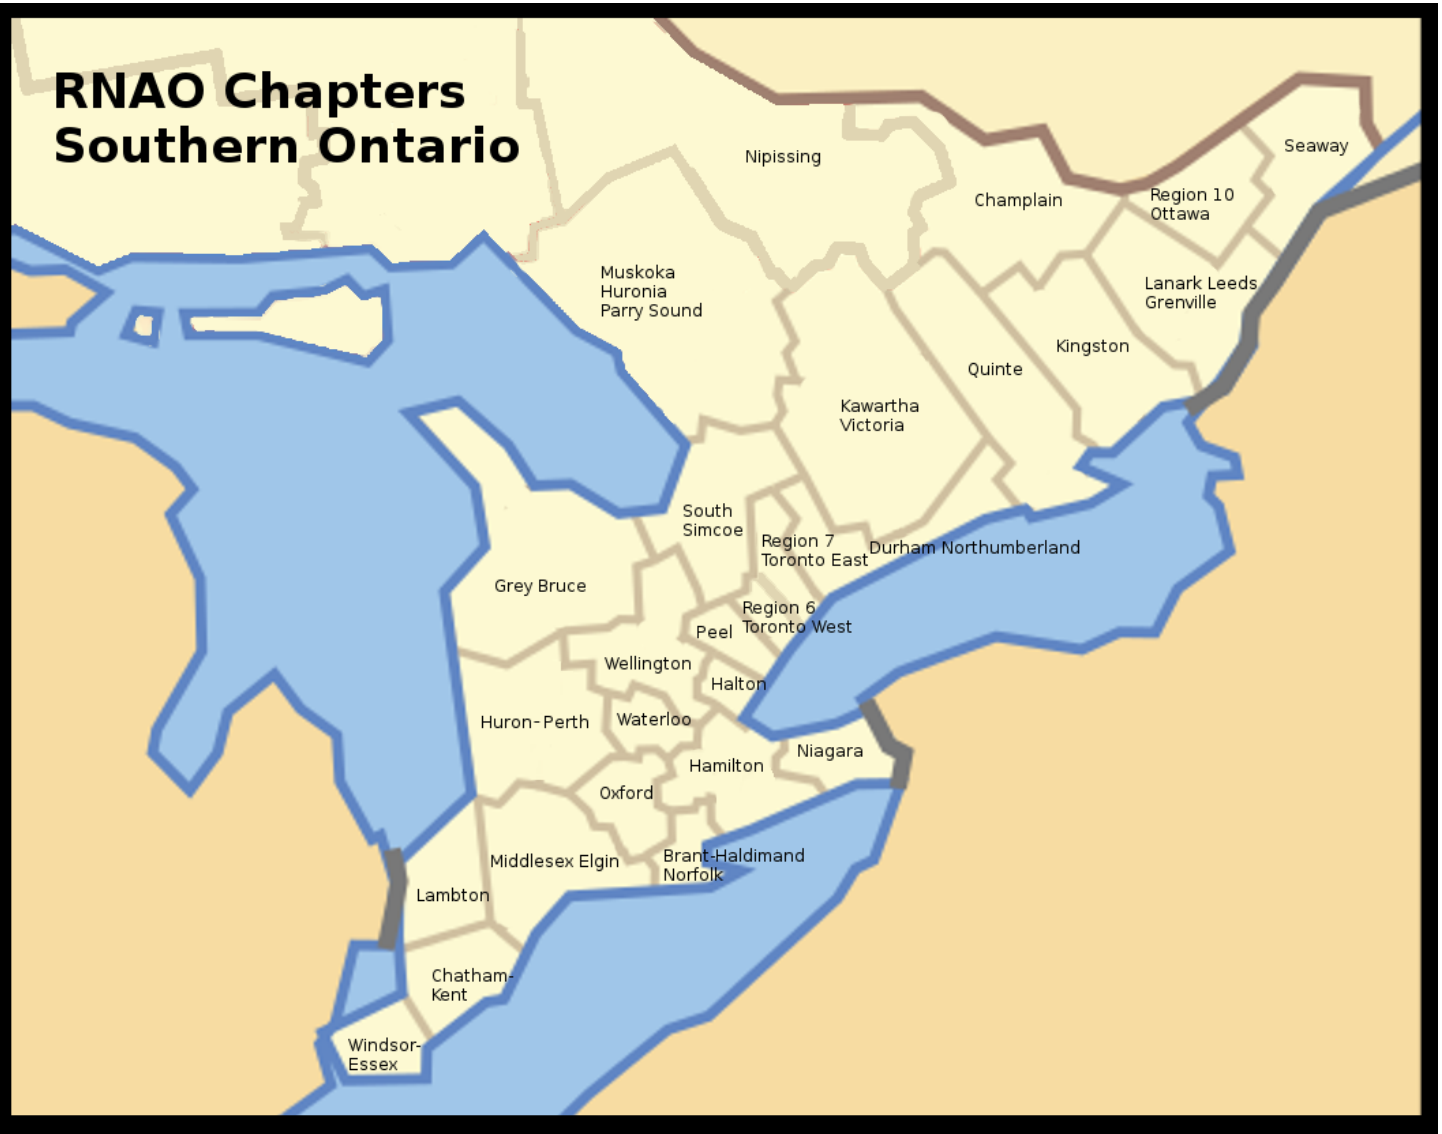 RNAO Chapters
Southern Ontario
Nipissing
Seaway
Champlain
Region 10
Ottawa
Muskoka
Huronia
Parry Sound
Lanark Leeds
Grenville
Kingston
Quinte
Kawartha
Victoria
South
Simcoe
Region 7
Toronto East
Durham Northumberland
Grey Bruce
Region 6
Toronto West
Peel
Wellington
Halton
Huron-Perth
Waterloo
Niagara
Hamilton
Oxford
Middlesex Elgin
Brant-Haldimand
Norfolk
Lambton
Chatham-
Kent
Windsor-
Essex